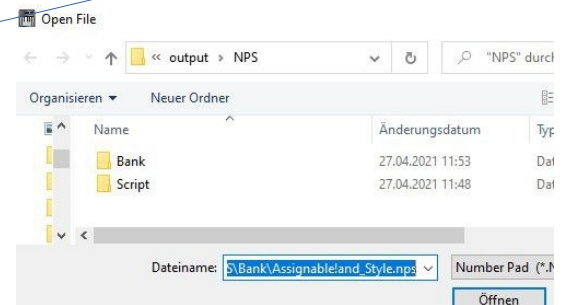 Open File
« output › NPS "NPS" durch
Organisieren Neuer Ordner
Name Änderungsdatum Typ
Bank 27.04.2021 11:53 Dat
Script 27.04.2021 11:48 Dat
Dateiname: S\Bank\Assignable!and_Style.nps Number Pad (*.N
Öffnen